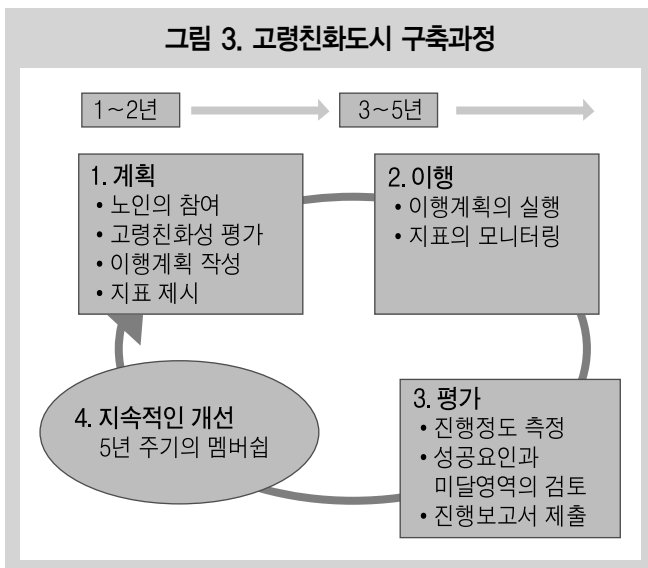 그림 3. 고령친화도시 구축과정
1~2년
3~5년
1. 계획
• 노인의 참여
• 고령친화성 평가
• 이행계획 작성
• 지표 제시
2. 이행
• 이행계획의 실행
• 지표의 모니터링
3. 평가
• 진행정도 측정
• 성공요인과
미달영역의 검토
• 진행보고서 제출
4. 지속적인 개선
5년 주기의 멤버쉽